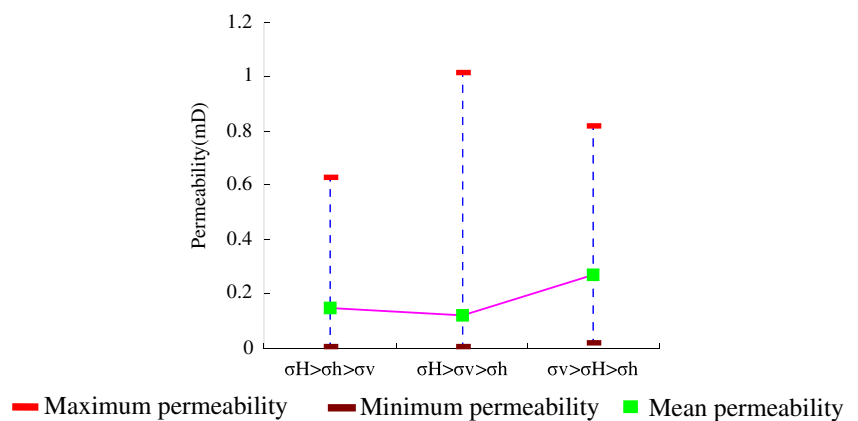 1.2
1
0.8
0.6
0.4
0.2
0
Permeability(mD)
σH>σh>σv
σH>σv>σh
σv>σH>σh
Maximum permeability
Minimum permeability
Mean permeability